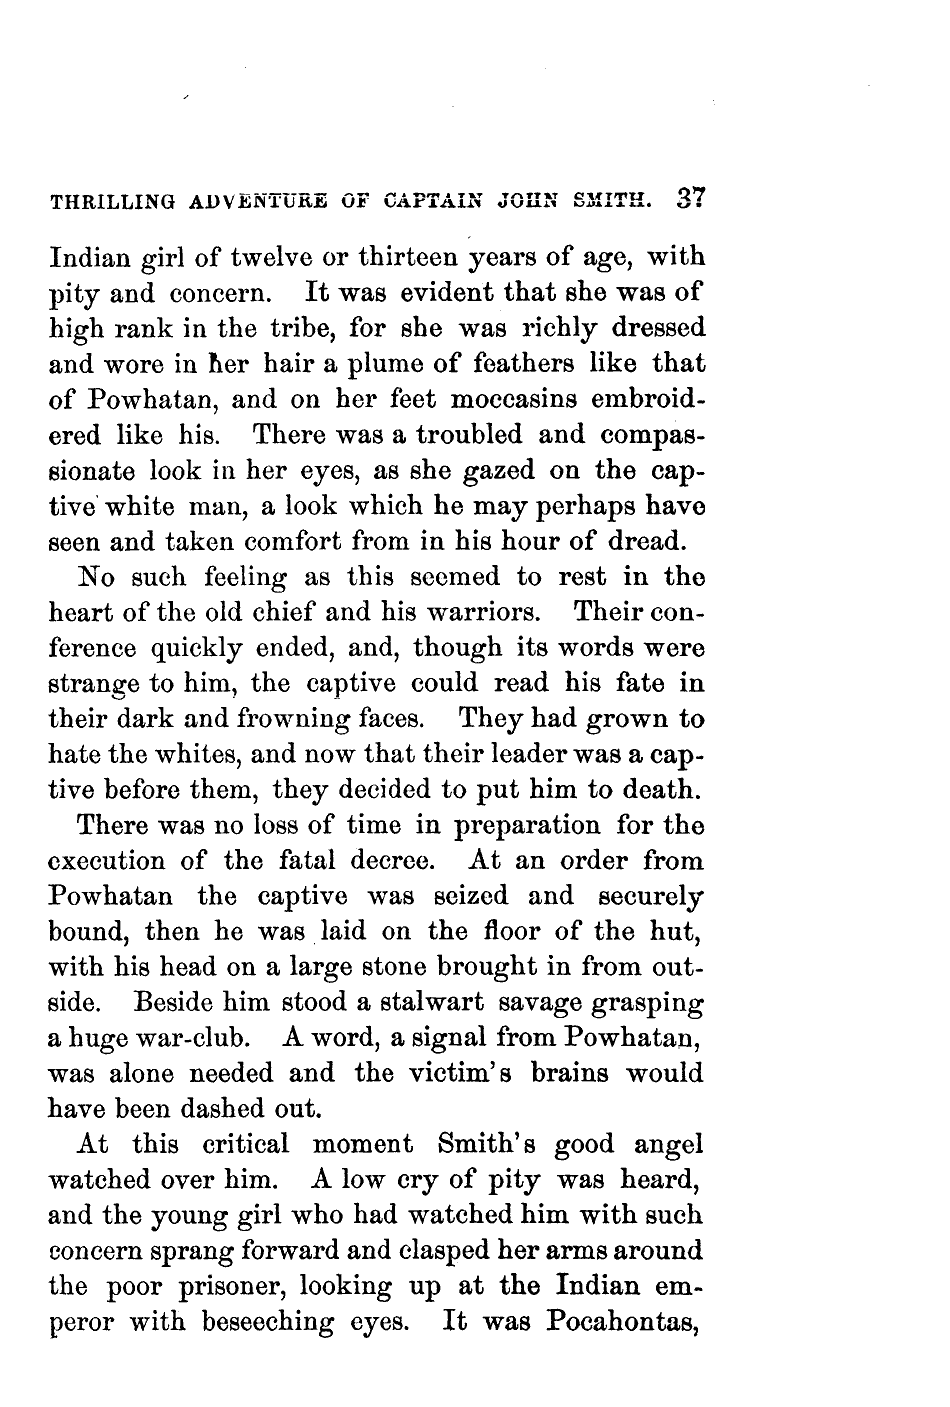 THRILLING ADVENTURE OF CAPTAIN JOHN SMITH. 37
Indian girl of twelve or thirteen years of age, with
pity and concern. It was evident that she was of
high rank in the tribe, for she was richly dressed
and wore in her hair a plume of feathers like that
of Powhatan, and on her feet moccasins embroid-
ered like his. There was a troubled and compas-
sionate look in her eyes, as she gazed on the cap-
tive white man, a look which he may perhaps have
seen and taken comfort from in his hour of dread.
No such feeling as this seemed to rest in the
heart of the old chief and his warriors. Their con-
ference quickly ended, and, though its words were
strange to him, the captive could read his fate in
their dark and frowning faces. They had grown to
hate the whites, and now that their leader was a cap-
tive before them, they decided to put him to death.
There was no loss of time in preparation for the
execution of the fatal decree. At an order from
Powhatan the captive was seized and securely
bound, then he was laid on the floor of the hut,
with his head on a large stone brought in from out-
side. Beside him stood a stalwart savage grasping
a huge war-club. A word, a signal from Powhatan,
was alone needed and the victim's brains would
have been dashed out.
At this critical moment Smith's good angel
watched over him. A low cry of pity was heard,
and the young girl who had watched him with such
concern sprang forward and clasped her arms around
the poor prisoner, looking up at the Indian em-
peror with beseeching eyes. It was Pocahontas,